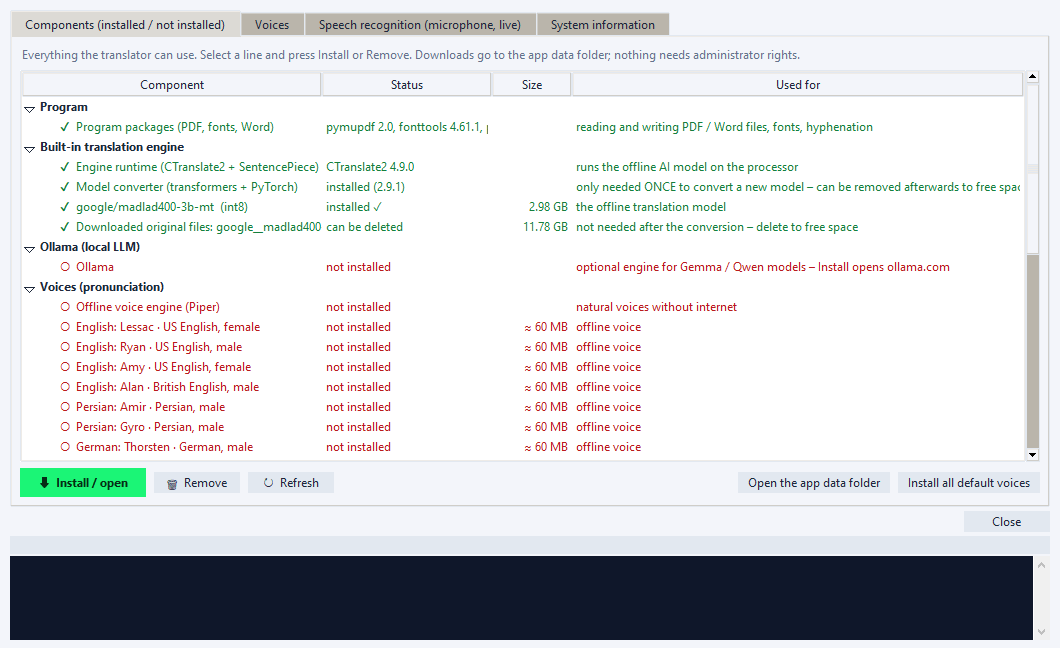 Components (installed / not installed) Voices Speech recognition (microphone, live) System information
Everything the translator can use. Select a line and press Install or Remove. Downloads go to the app data folder; nothing needs administrator rights.
Component Status Size Used for
Program
✓ Program packages (PDF, fonts, Word) pymupdf 2.0, fonttools 4.61.1, reading and writing PDF / Word files, fonts, hyphenation
Built-in translation engine
✓ Engine runtime (CTranslate2 + SentencePiece) CTranslate2 4.9.0 runs the offline AI model on the processor
✓ Model converter (transformers + PyTorch) installed (2.9.1) only needed ONCE to convert a new model – can be removed afterwards to free spac
✓ google/madlad400-3b-mt (int8) installed ✓ 2.98 GB the offline translation model
✓ Downloaded original files: google__madlad400 can be deleted 11.78 GB not needed after the conversion – delete to free space
Ollama (local LLM)
○ Ollama not installed optional engine for Gemma / Qwen models – Install opens ollama.com
Voices (pronunciation)
○ Offline voice engine (Piper) not installed natural voices without internet
○ English: Lessac · US English, female not installed ≈ 60 MB offline voice
○ English: Ryan · US English, male not installed ≈ 60 MB offline voice
○ English: Amy · US English, female not installed ≈ 60 MB offline voice
○ English: Alan · British English, male not installed ≈ 60 MB offline voice
○ Persian: Amir · Persian, male not installed ≈ 60 MB offline voice
○ Persian: Gyro · Persian, male not installed ≈ 60 MB offline voice
○ German: Thorsten · German, male not installed ≈ 60 MB offline voice
Install / open Remove Refresh Open the app data folder Install all default voices
Close